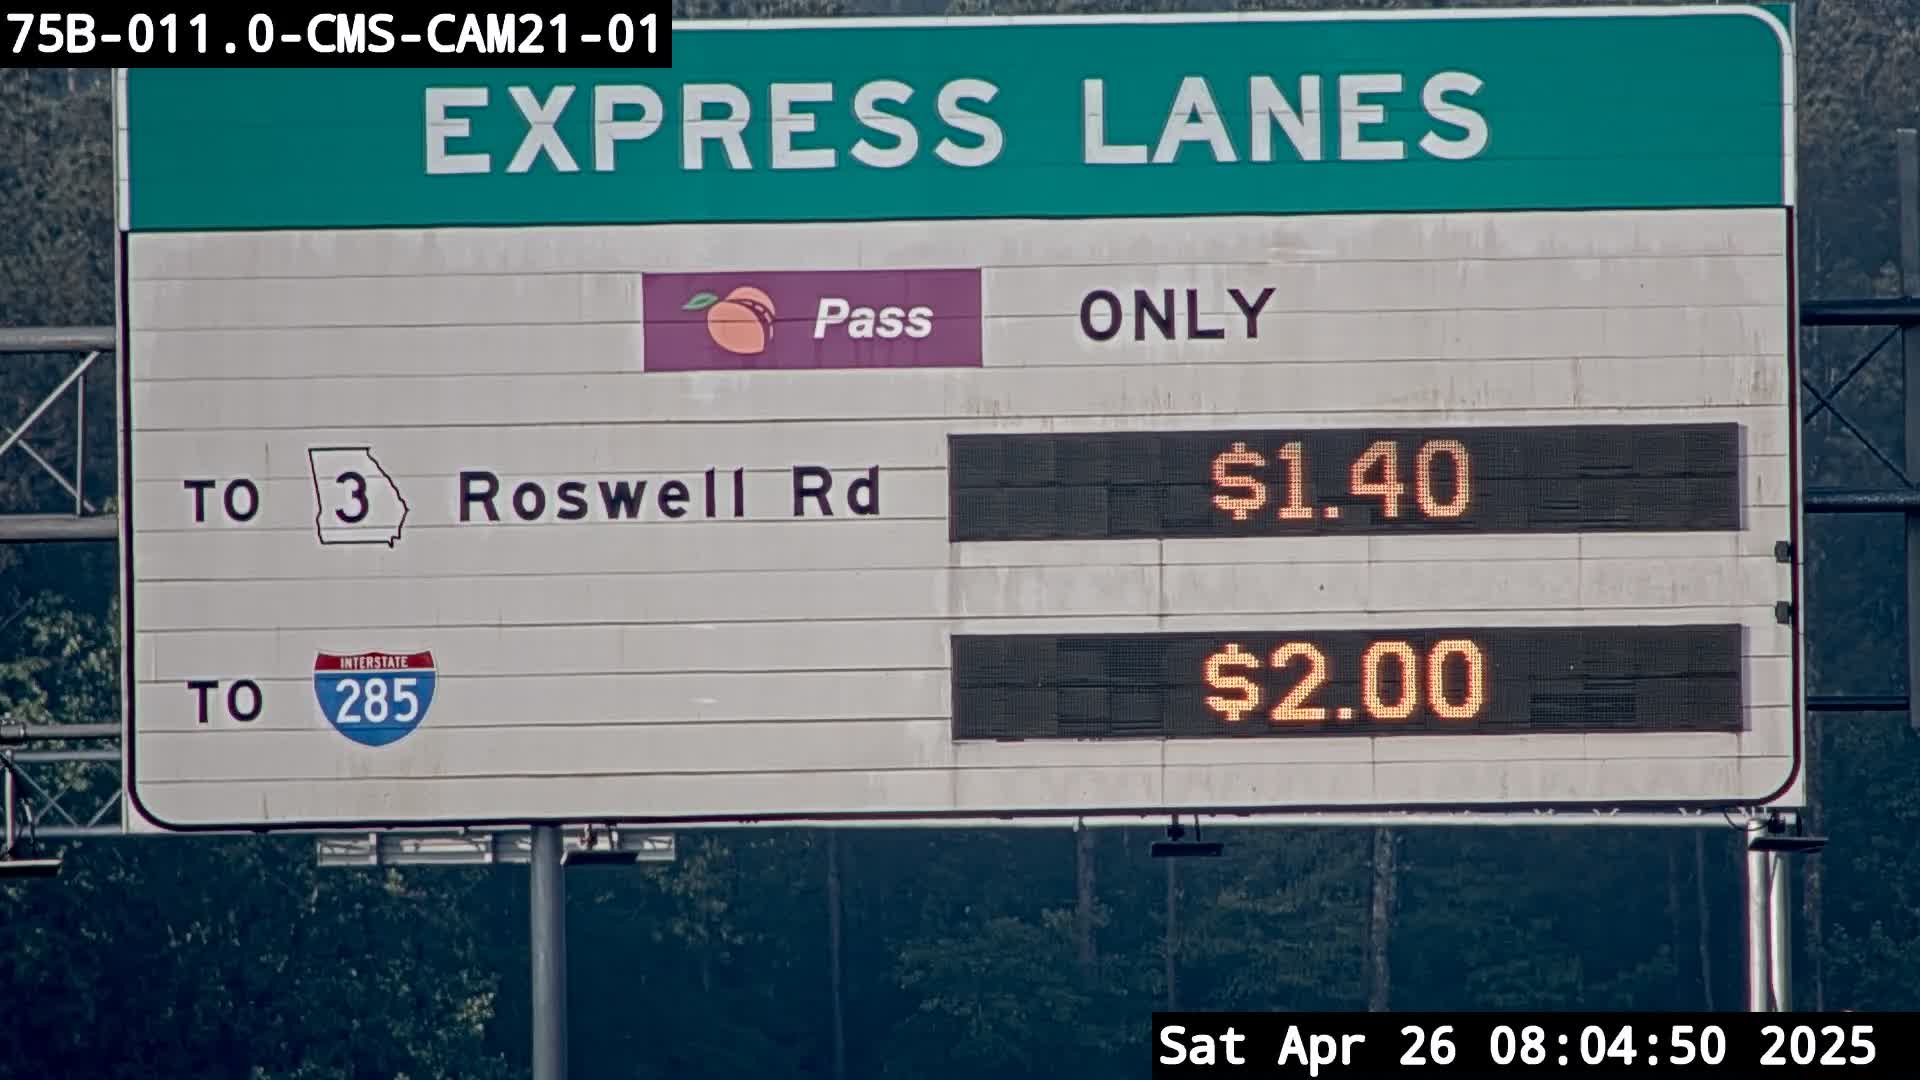 75B-011.0-CMS-CAM21-01
EXPRESS LANES
Pass ONLY
TO 3 Roswell Rd $1.40
INTERSTATE
TO 285 $2.00
Sat Apr 26 08:04:50 2025